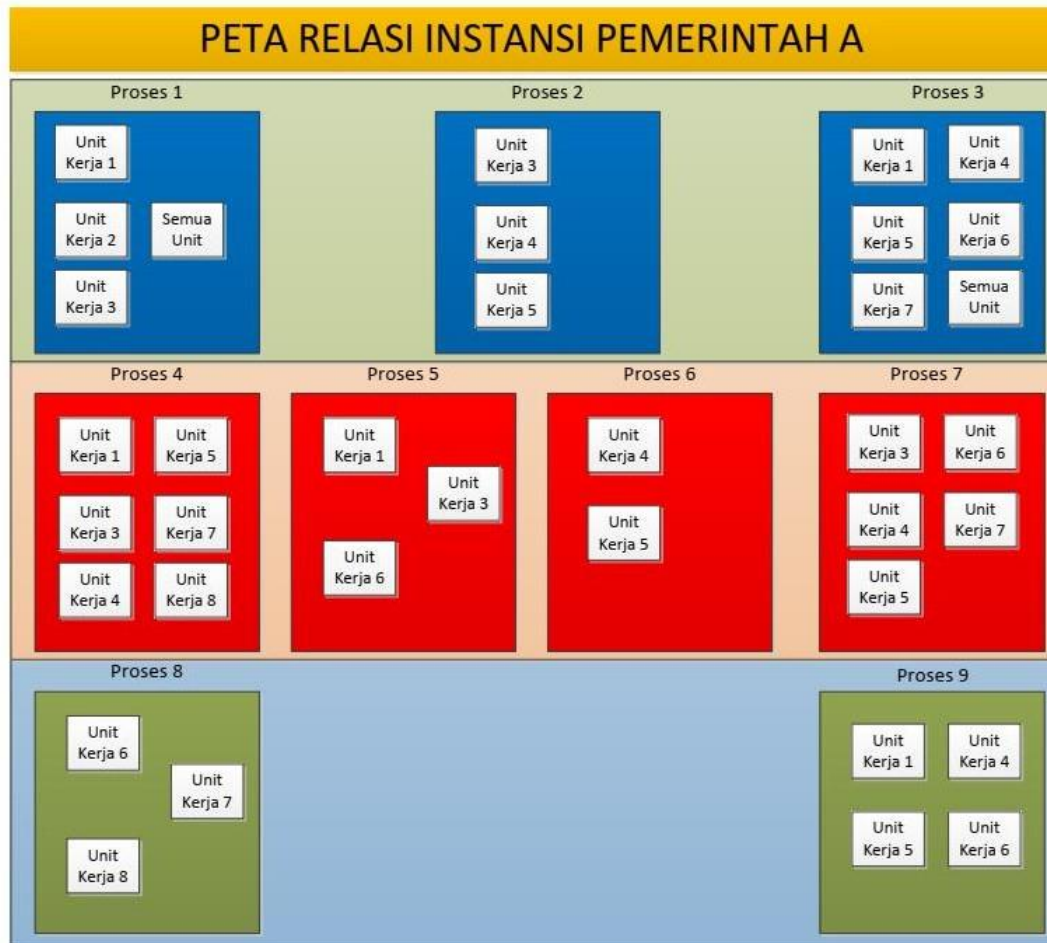 PETA RELASI INSTANSI PEMERINTAH A
Proses 1
Unit
Kerja 1
Unit
Kerja 2
Semua
Unit
Unit
Kerja 3
Proses 2
Unit
Kerja 3
Unit
Kerja 4
Unit
Kerja 5
Proses 3
Unit
Kerja 1
Unit
Kerja 4
Unit
Kerja 5
Unit
Kerja 6
Unit
Kerja 7
Semua
Unit
Proses 4
Unit
Kerja 1
Unit
Kerja 5
Unit
Kerja 3
Unit
Kerja 7
Unit
Kerja 4
Unit
Kerja 8
Proses 5
Unit
Kerja 1
Unit
Kerja 3
Unit
Kerja 6
Proses 6
Unit
Kerja 4
Unit
Kerja 5
Proses 7
Unit
Kerja 3
Unit
Kerja 6
Unit
Kerja 4
Unit
Kerja 7
Unit
Kerja 5
Proses 8
Unit
Kerja 6
Unit
Kerja 7
Unit
Kerja 8
Proses 9
Unit
Kerja 1
Unit
Kerja 4
Unit
Kerja 5
Unit
Kerja 6